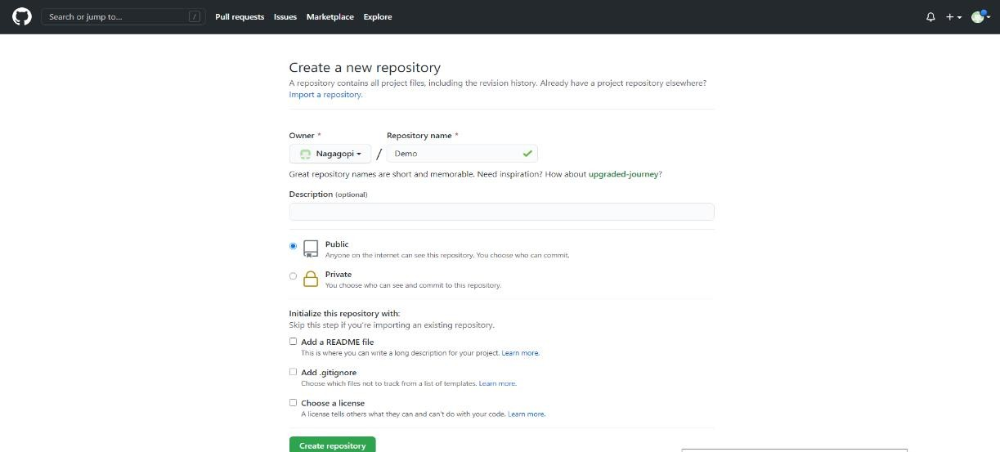 Search or jump to... /
Pull requests Issues Marketplace Explore
Create a new repository
A repository contains all project files, including the revision history. Already have a project repository elsewhere?
Import a repository.
Owner * Repository name *
Nagagopi / Demo
Great repository names are short and memorable. Need inspiration? How about upgraded-journey?
Description (optional)
Public
Anyone on the internet can see this repository. You choose who can commit.
Private
You choose who can see and commit to this repository.
Initialize this repository with:
Skip this step if you're importing an existing repository.
Add a README file
This is where you can write a long description for your project. Learn more.
Add .gitignore
Choose which files not to track from a list of templates. Learn more.
Choose a license
A license tells others what they can and can't do with your code. Learn more.
Create repository